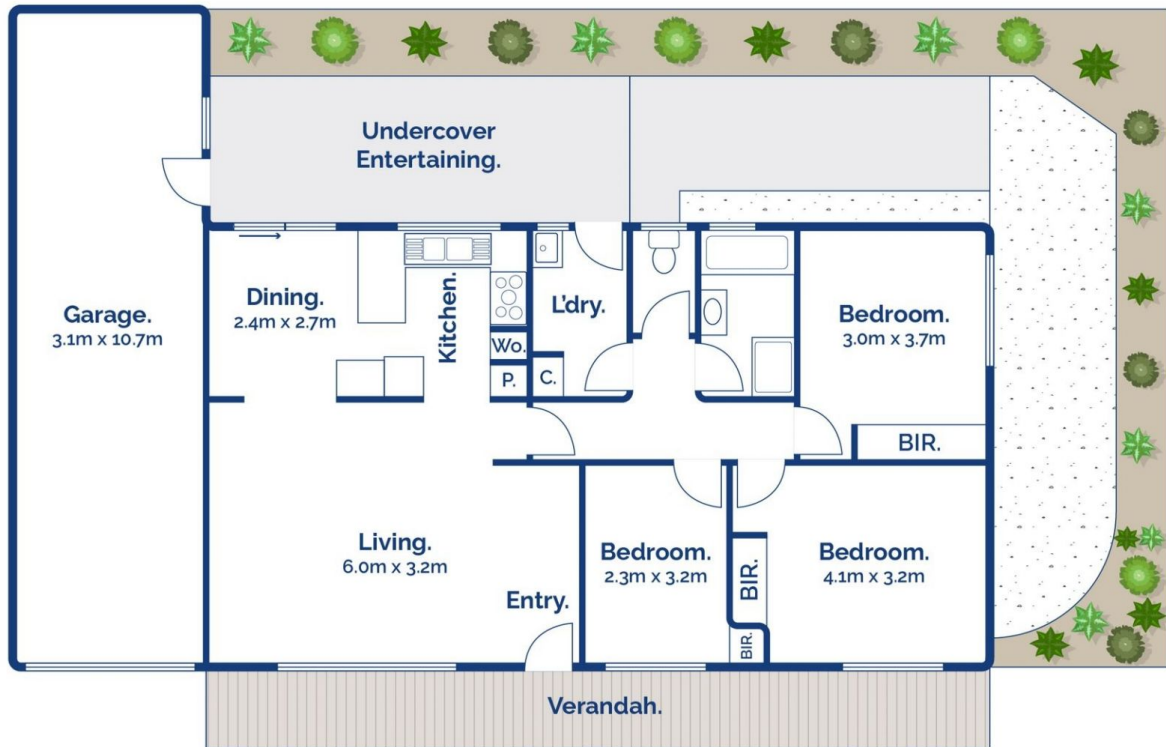 Undercover
Entertaining.
Garage.
3.1m x 10.7m
Dining.
2.4m x 2.7m
Kitchen.
Wo.
P.
L'dry.
C.
Bedroom.
3.0m x 3.7m
BIR.
Living.
6.0m x 3.2m
Entry.
Bedroom.
2.3m x 3.2m
BIR.
BIR.
Bedroom.
4.1m x 3.2m
Verandah.